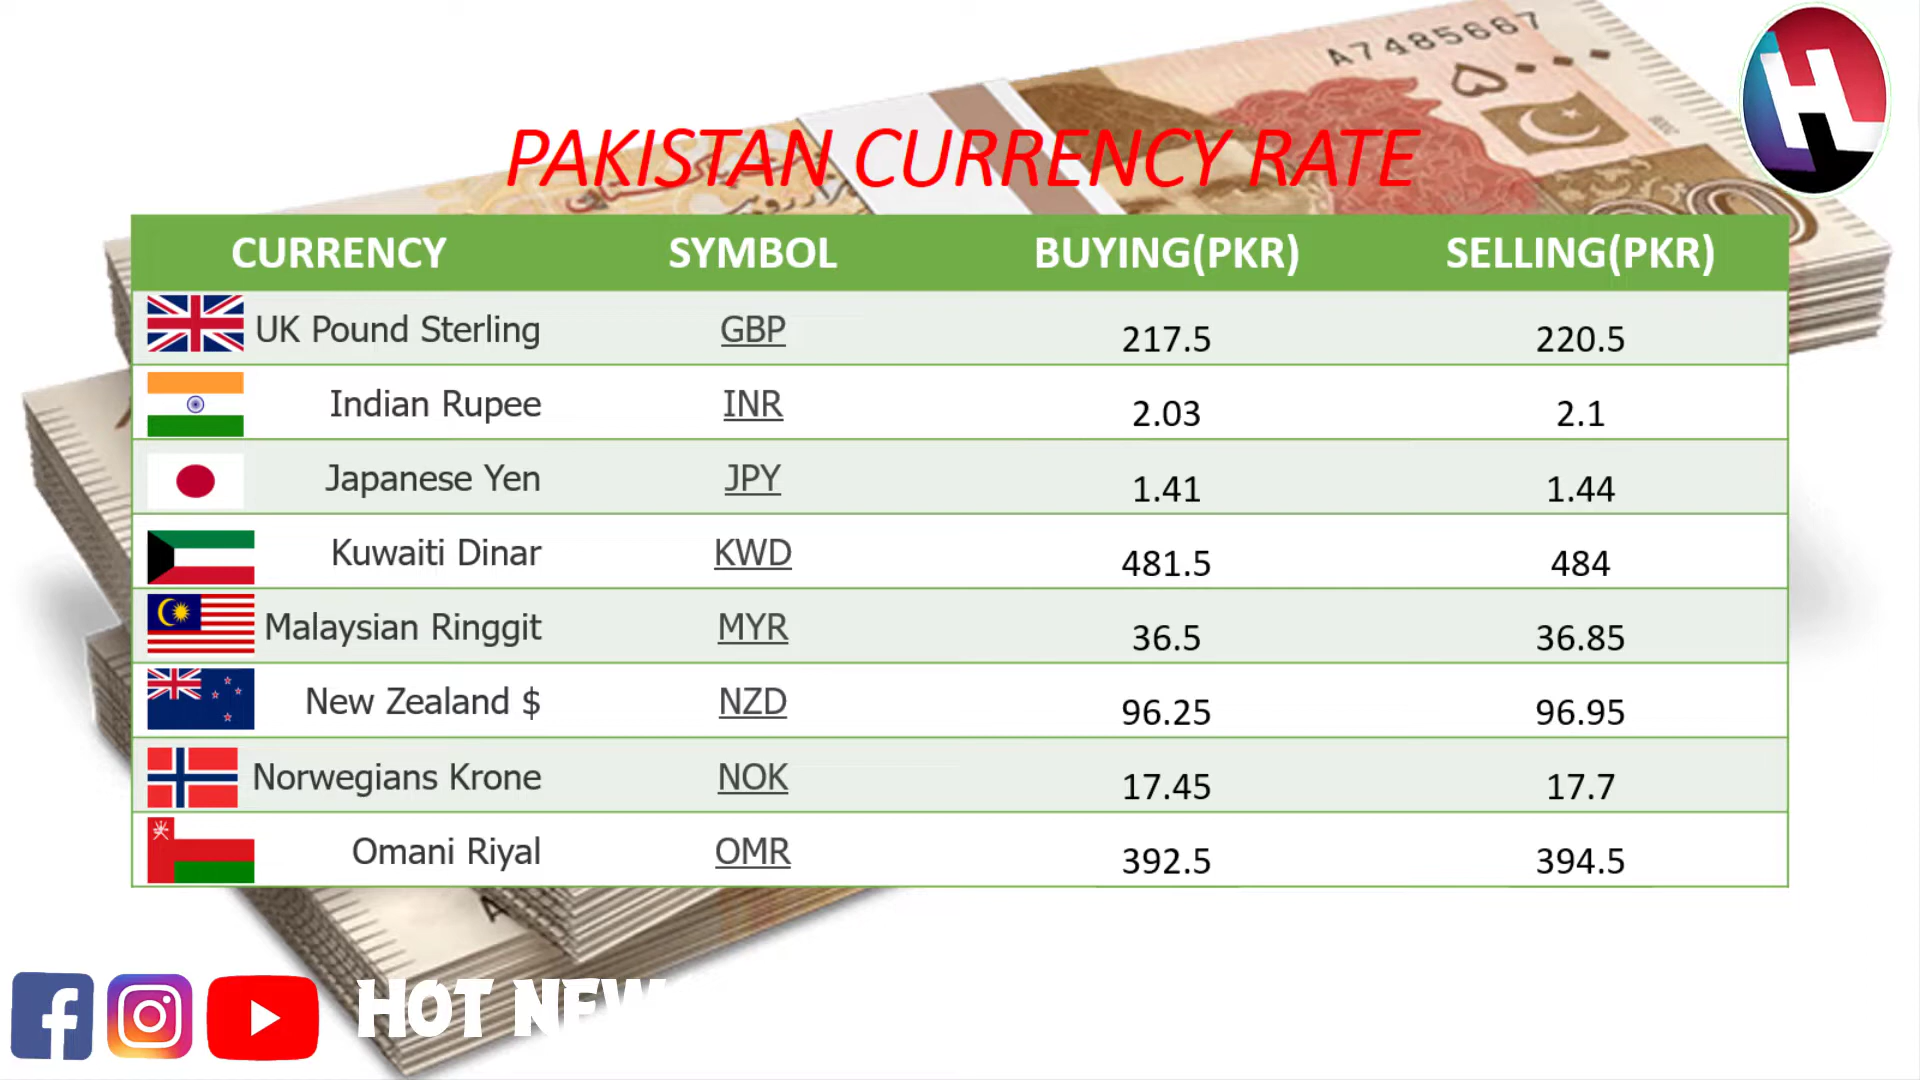 A7485667
۵۰۰۰
PAKISTAN CURRENCY RATE
CURRENCY SYMBOL BUYING(PKR) SELLING(PKR)
UK Pound Sterling GBP 217.5 220.5
Indian Rupee INR 2.03 2.1
Japanese Yen JPY 1.41 1.44
Kuwaiti Dinar KWD 481.5 484
Malaysian Ringgit MYR 36.5 36.85
New Zealand $ NZD 96.25 96.95
Norwegians Krone NOK 17.45 17.7
Omani Riyal OMR 392.5 394.5
HOT NEW